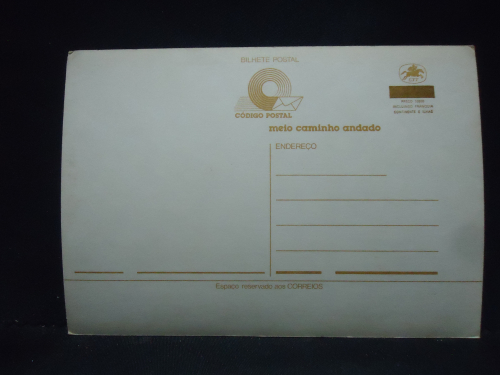 BILHETE POSTAL
CÓDIGO POSTAL
meio caminho andado
ENDEREÇO
Espaço reservado aos CORREIOS